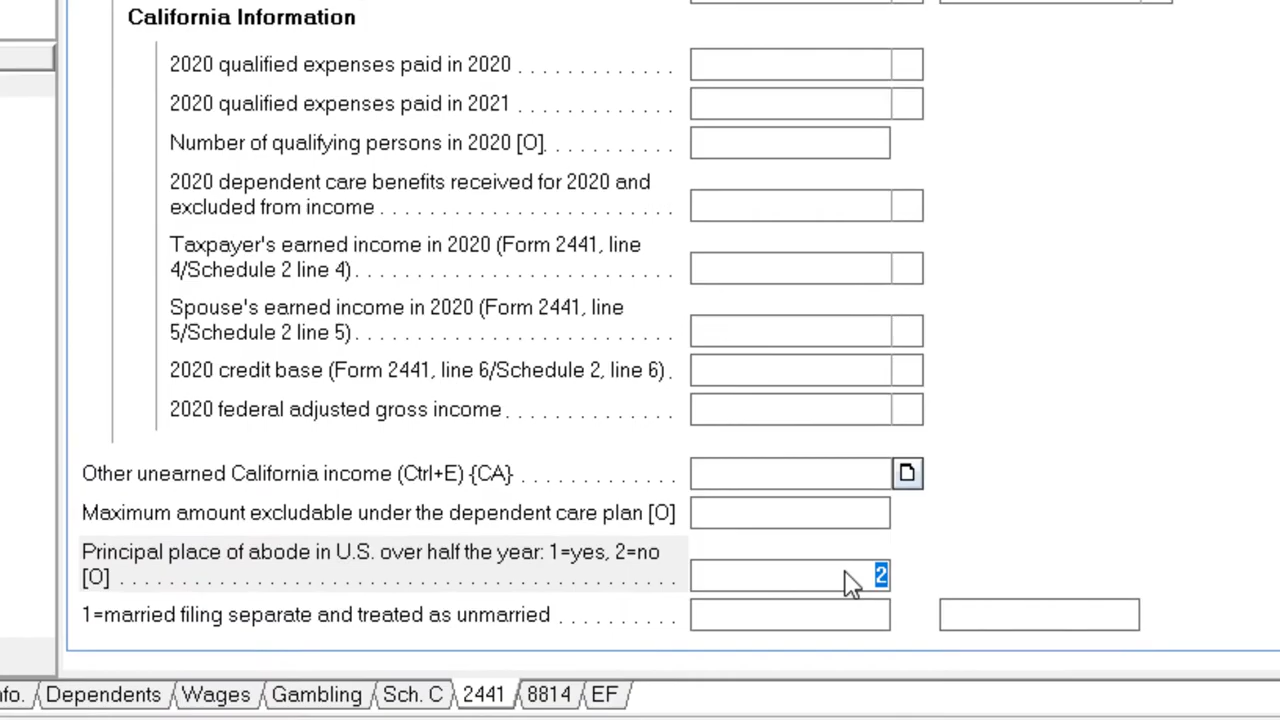 California Information
2020 qualified expenses paid in 2020
2020 qualified expenses paid in 2021
Number of qualifying persons in 2020 [O]
2020 dependent care benefits received for 2020 and
excluded from income
Taxpayer's earned income in 2020 (Form 2441, line
4/Schedule 2 line 4)
Spouse's earned income in 2020 (Form 2441, line
5/Schedule 2 line 5)
2020 credit base (Form 2441, line 6/Schedule 2, line 6)
2020 federal adjusted gross income
Other unearned California income (Ctrl+E) {CA}
Maximum amount excludable under the dependent care plan [O]
Principal place of abode in U.S. over half the year: 1=yes, 2=no
[O] 2
1=married filing separate and treated as unmarried
nfo. Dependents Wages Gambling Sch. C 2441 8814 EF